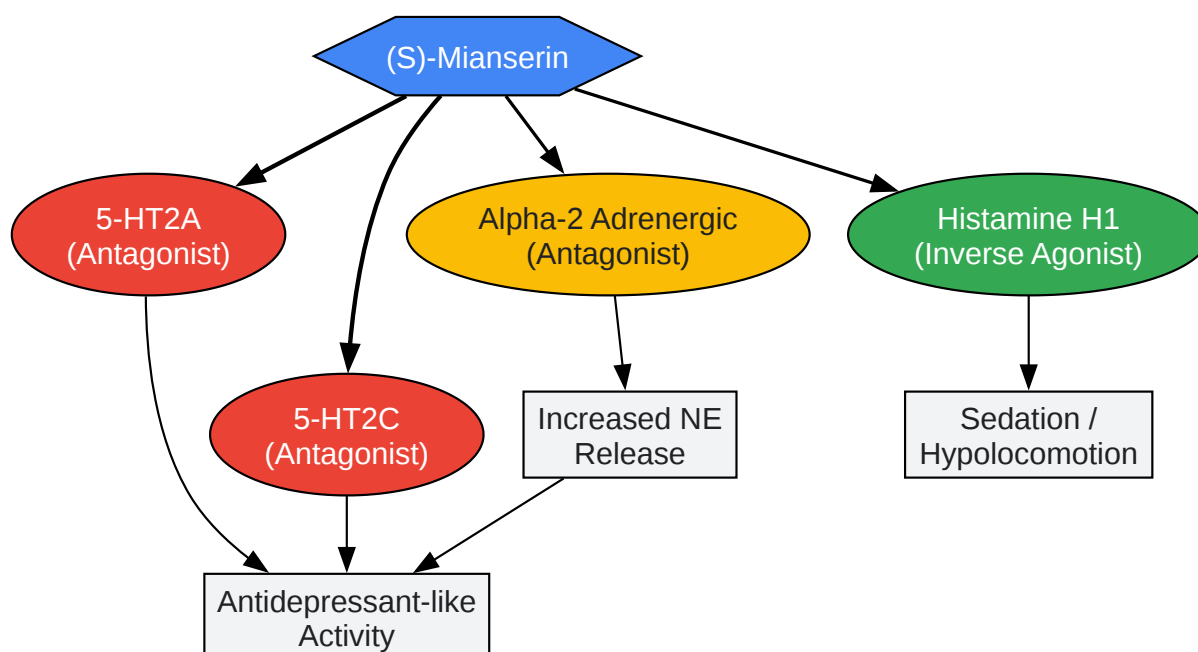 (S)-Mianserin
5-HT2A
(Antagonist)
Alpha-2 Adrenergic
(Antagonist)
Histamine H1
(Inverse Agonist)
5-HT2C
(Antagonist)
Increased NE
Release
Sedation /
Hypolocomotion
Antidepressant-like
Activity